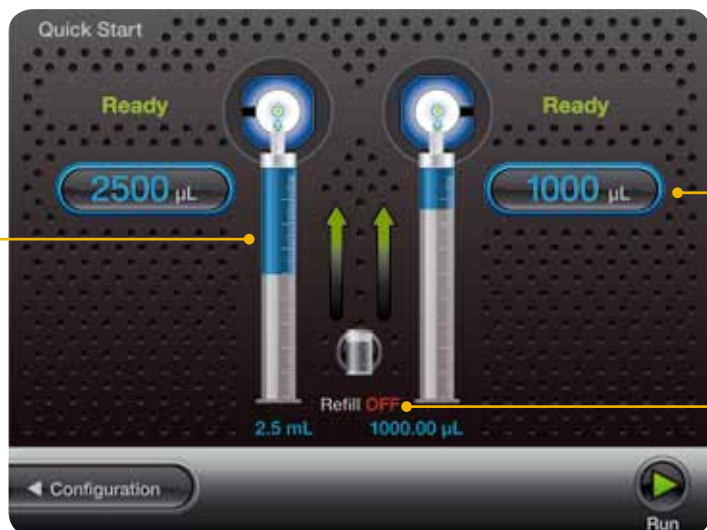 Quick Start
Ready
Ready
2500 µL
1000 µL
Refill OFF
2.5 mL
1000.00 µL
Configuration
Run